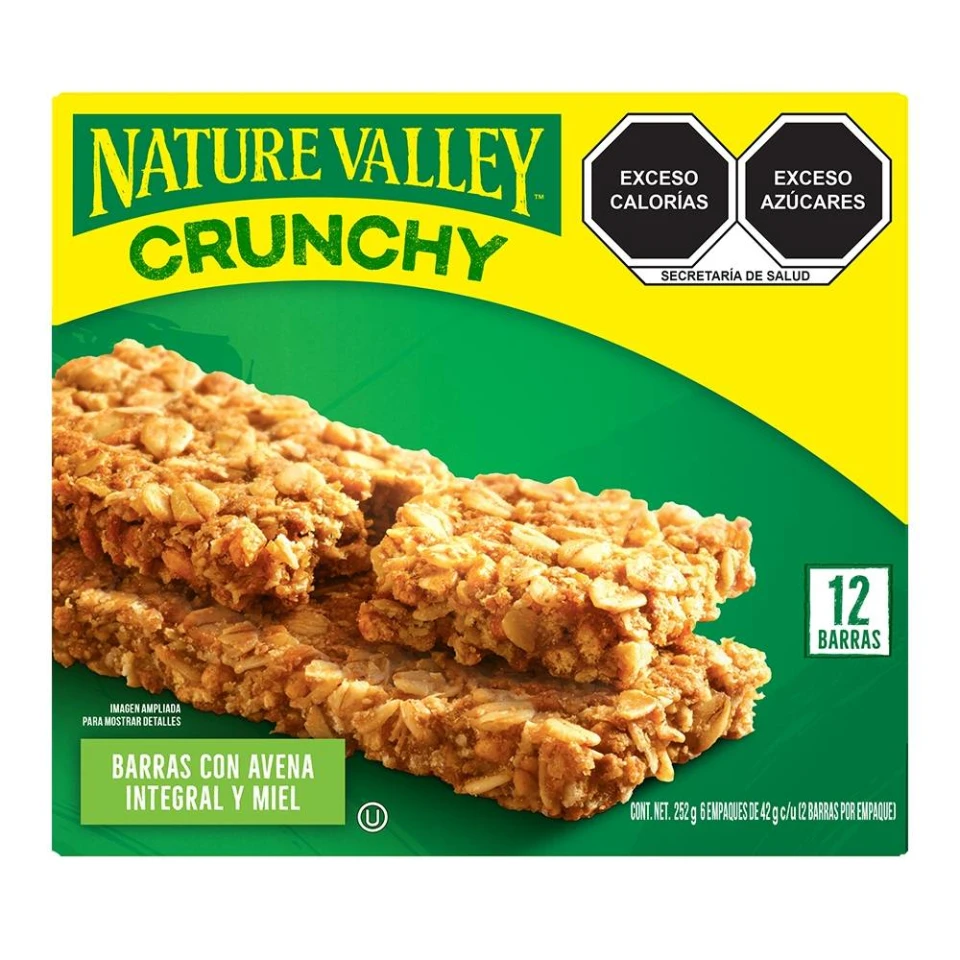 NATURE VALLEY™
CRUNCHY
EXCESO
CALORÍAS
EXCESO
AZÚCARES
SECRETARÍA DE SALUD
12
BARRAS
IMAGEN AMPLIADA
PARA MOSTRAR DETALLES
BARRAS CON AVENA
INTEGRAL Y MIEL
U
CONT. NET. 252 g 6 EMPAQUES DE 42 g c/u (2 BARRAS POR EMPAQUE)